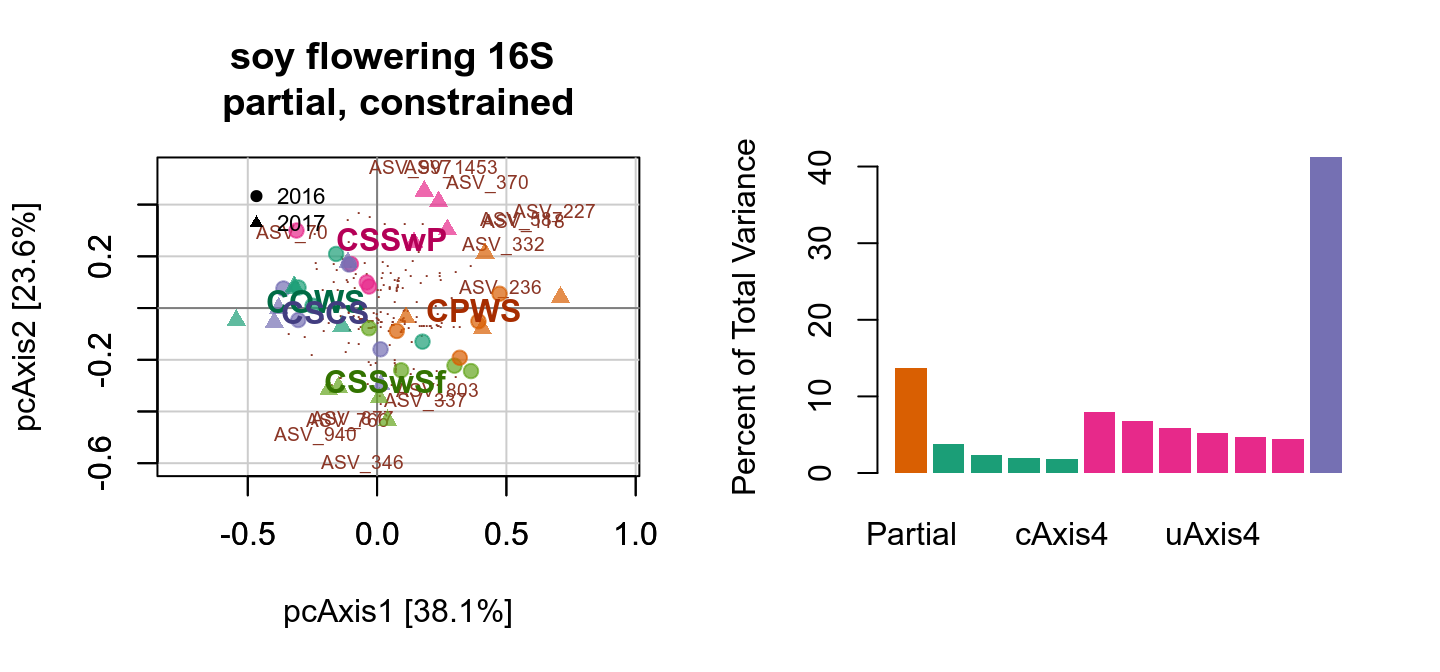 soy flowering 16S
partial, constrained
pcAxis2 [23.6%]
0.2
-0.2
-0.6
ASV_1453
ASV_370
2016
2017
ASV_227
ASV_70
CSSwP
ASV_332
ASV_236
COWS
CSCS
CPWS
CSSwSf
ASV_803
ASV_337
ASV_766
ASV_940
ASV_346
-0.5
0.0
0.5
1.0
pcAxis1 [38.1%]
Percent of Total Variance
40
30
20
10
0
Partial
cAxis4
uAxis4